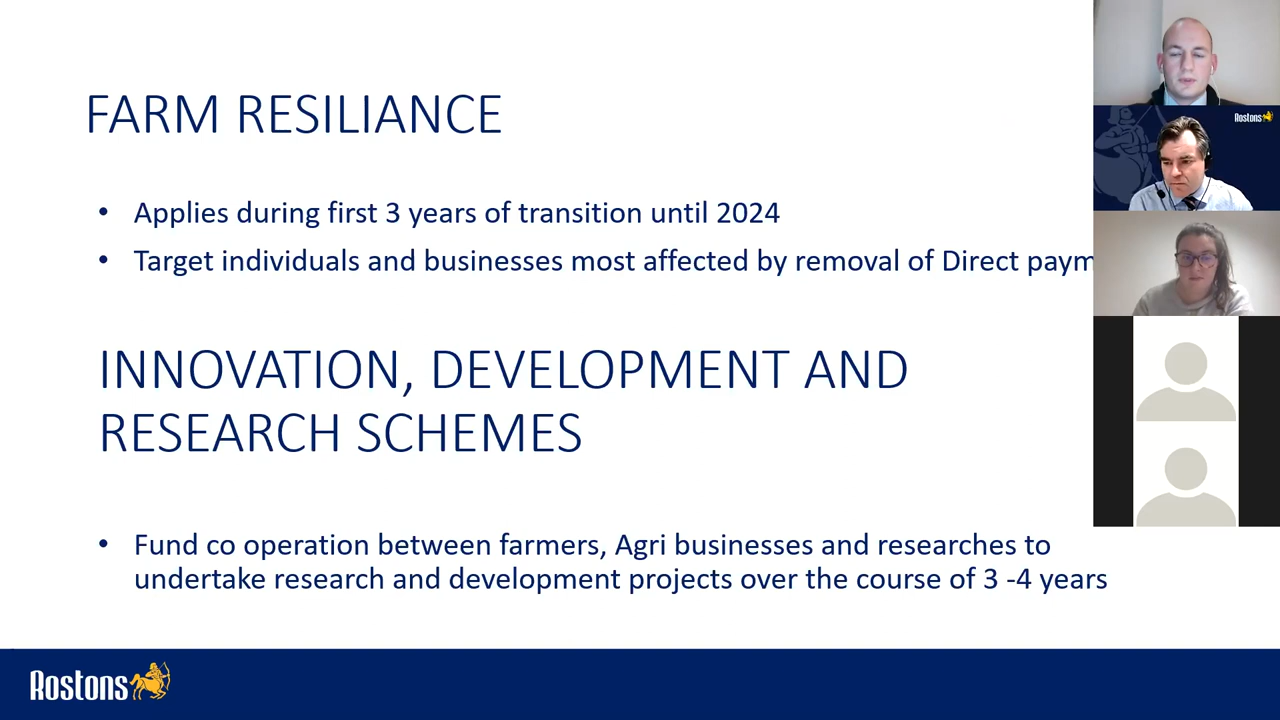 FARM RESILIANCE
• Applies during first 3 years of transition until 2024
• Target individuals and businesses most affected by removal of Direct paym
INNOVATION, DEVELOPMENT AND
RESEARCH SCHEMES
• Fund co operation between farmers, Agri businesses and researches to
undertake research and development projects over the course of 3 -4 years
Rostons
Rostons